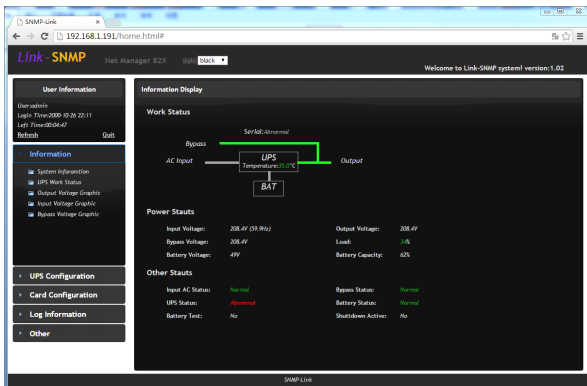 SNMP-Link
192.168.1.191/home.html#
Link - SNMP
Net Manager 82X
black
Welcome to Link-SNMP system! version:1.02
User Information
User:admin
Login Time:2000-10-26 22:11
Left Time:00:04:47
Refresh
Quit
Information
System Inforamtion
UPS Work Status
Output Voltage Graphic
Input Voltage Graphic
Bypass Voltage Graphic
UPS Configuration
Card Configuration
Log Information
Other
Information Display
Work Status
Serial:Abnormal
Bypass
AC Input
UPS
Output
Temperature:35.0°C
BAT
Power Stauts
Input Voltage: 208.4V (59.9Hz) Output Voltage: 208.4V
Bypass Voltage: 208.4V Load: 34%
Battery Voltage: 49V Battery Capacity: 62%
Other Stauts
Input AC Status: Normal Bypass Status: Normal
UPS Status: Abnormal Battery Status: Normal
Battery Test: No Shuttdown Active: No
SNMP-Link